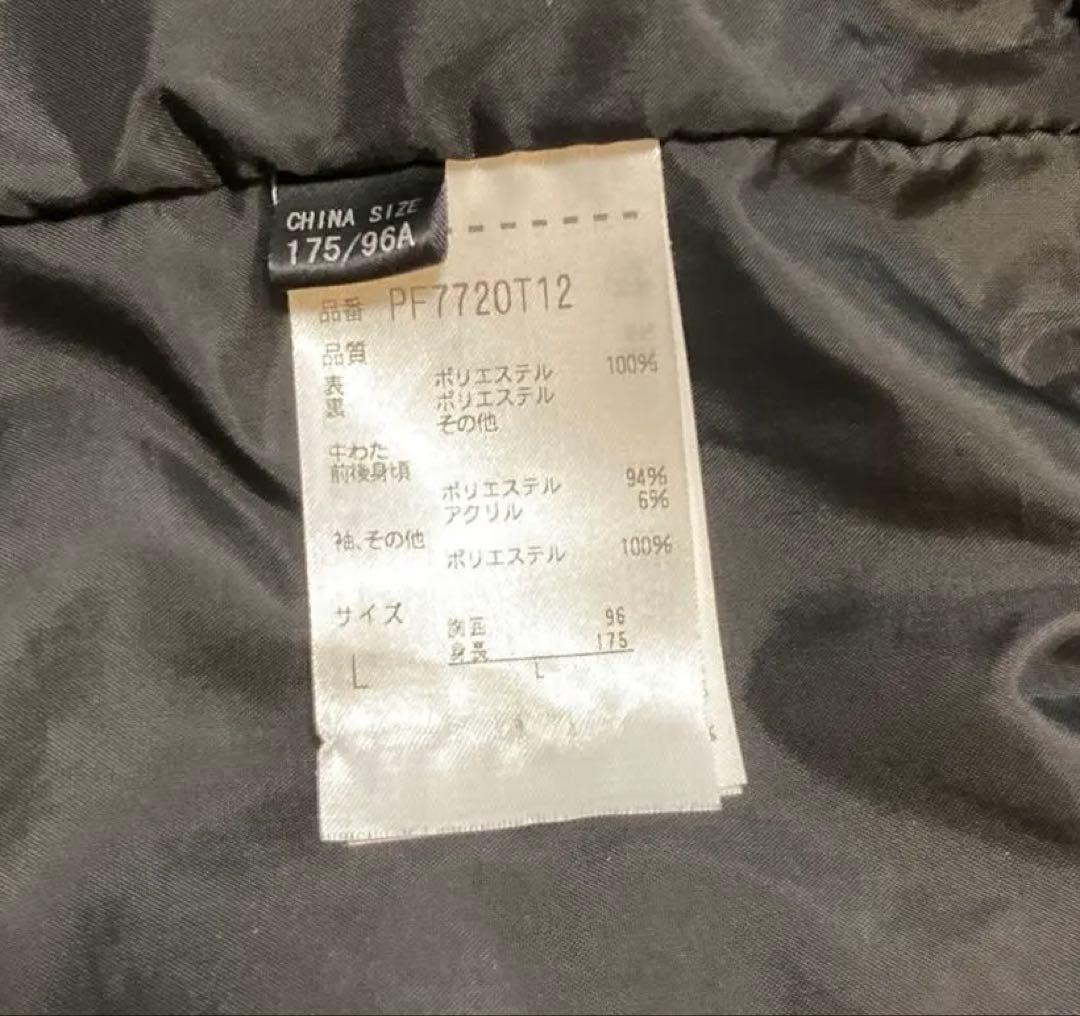 CHINA SIZE
175/96A
品番 PF7720T12
品質
表 ポリエステル 100%
裏 ポリエステル
その他
中わた
前後身頃
ポリエステル 94%
アクリル 6%
袖、その他
ポリエステル 100%
サイズ
胸囲 96
身長 175
L
L